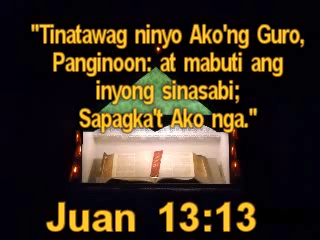 "Tinatawag ninyo Ako'ng Guro,
Panginoon: at mabuti ang
inyong sinasabi;
Sapagka't Ako nga."
Juan 13:13